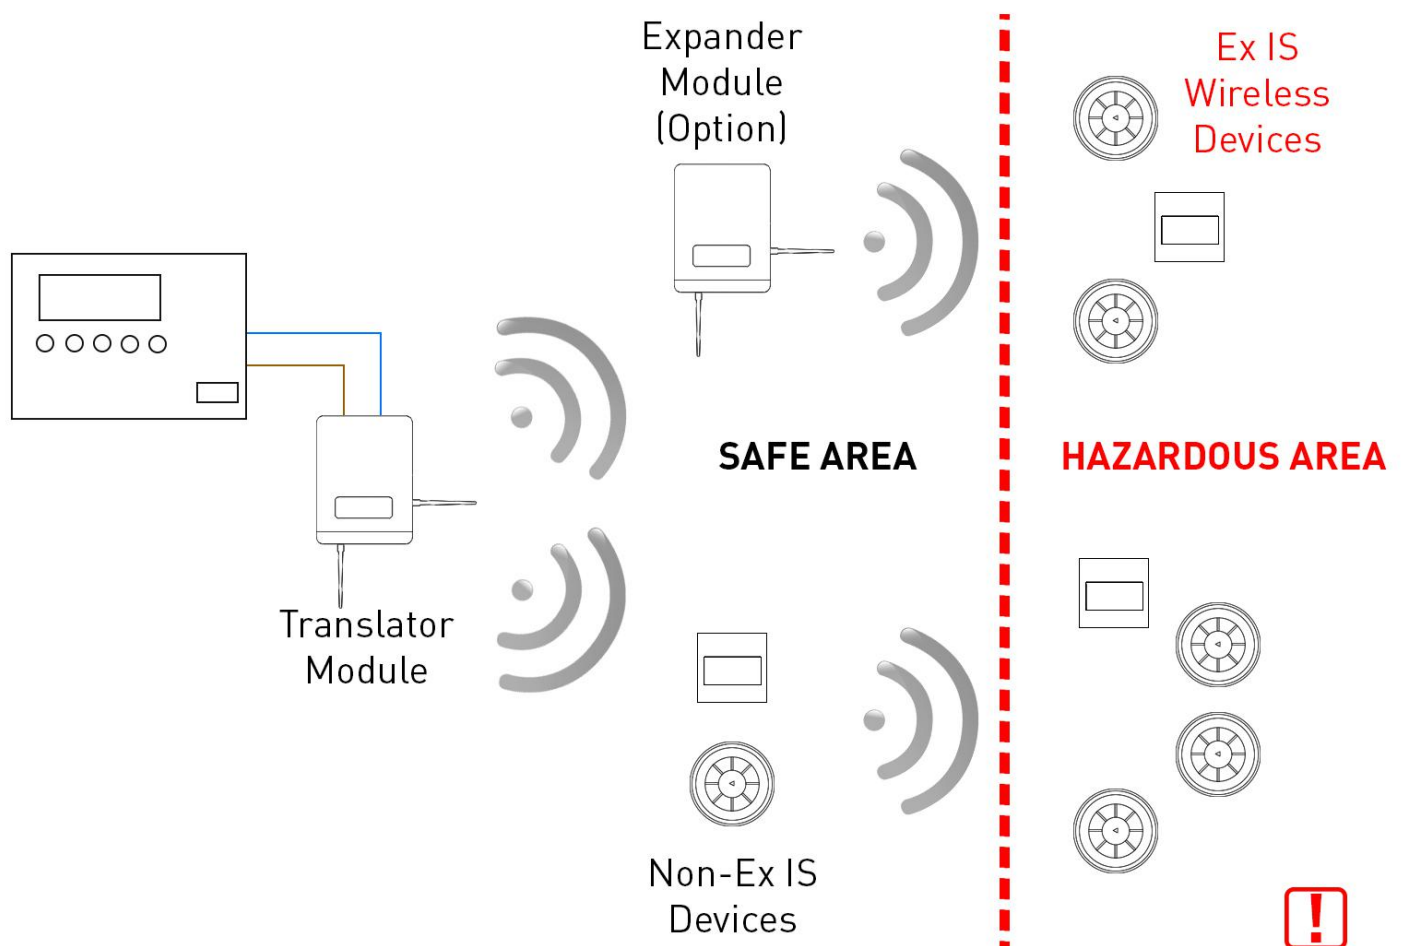 Expander
Module
(Option)
Ex IS
Wireless
Devices
SAFE AREA
HAZARDOUS AREA
Translator
Module
Non-Ex IS
Devices
!